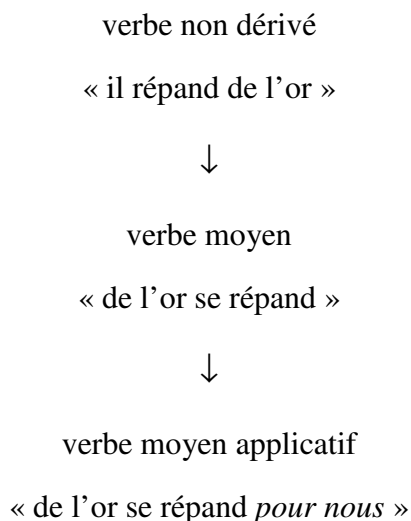 verbe non dérivé
« il répand de l’or »
↓
verbe moyen
« de l’or se répand »
↓
verbe moyen applicatif
« de l’or se répand pour nous »